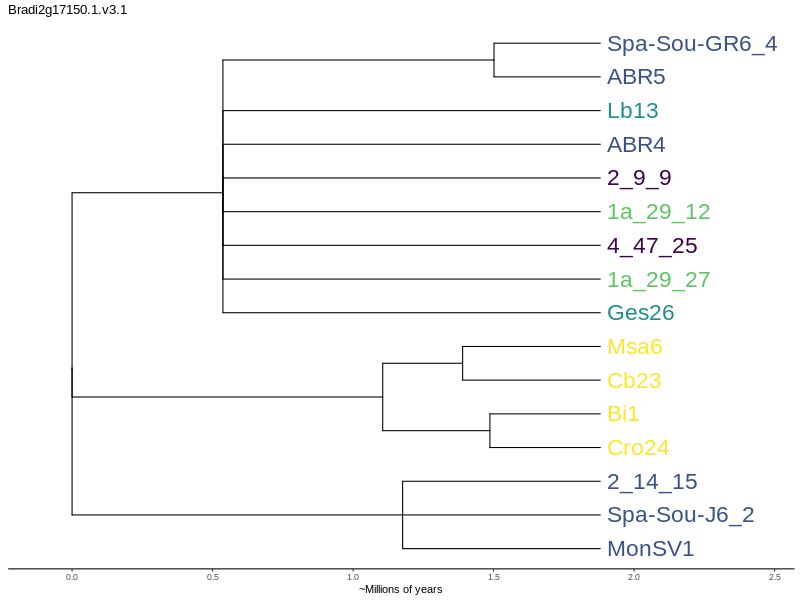 Bradi2g17150.1.v3.1
Spa-Sou-GR6_4
ABR5
Lb13
ABR4
2_9_9
1a_29_12
4_47_25
1a_29_27
Ges26
Msa6
Cb23
Bi1
Cro24
2_14_15
Spa-Sou-J6_2
MonSV1
0.0 0.5 1.0 1.5 2.0 2.5
~Millions of years